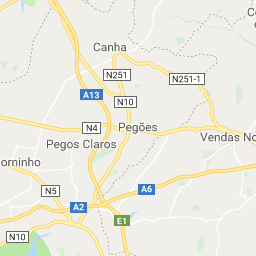 Canha
N251
N251-1
A13
N10
N4
Pegões
Vendas No
Pegos Claros
orninho
N5
A6
A2
E1
N10